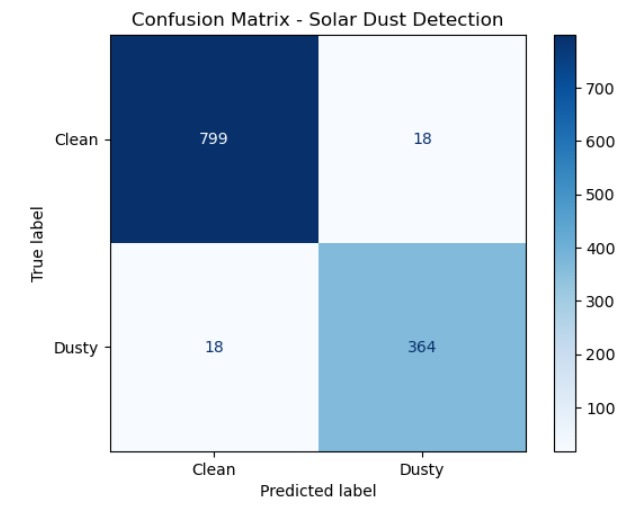 Confusion Matrix - Solar Dust Detection
True label
Clean
799
18
Dusty
18
364
Clean
Dusty
Predicted label
700
600
500
400
300
200
100